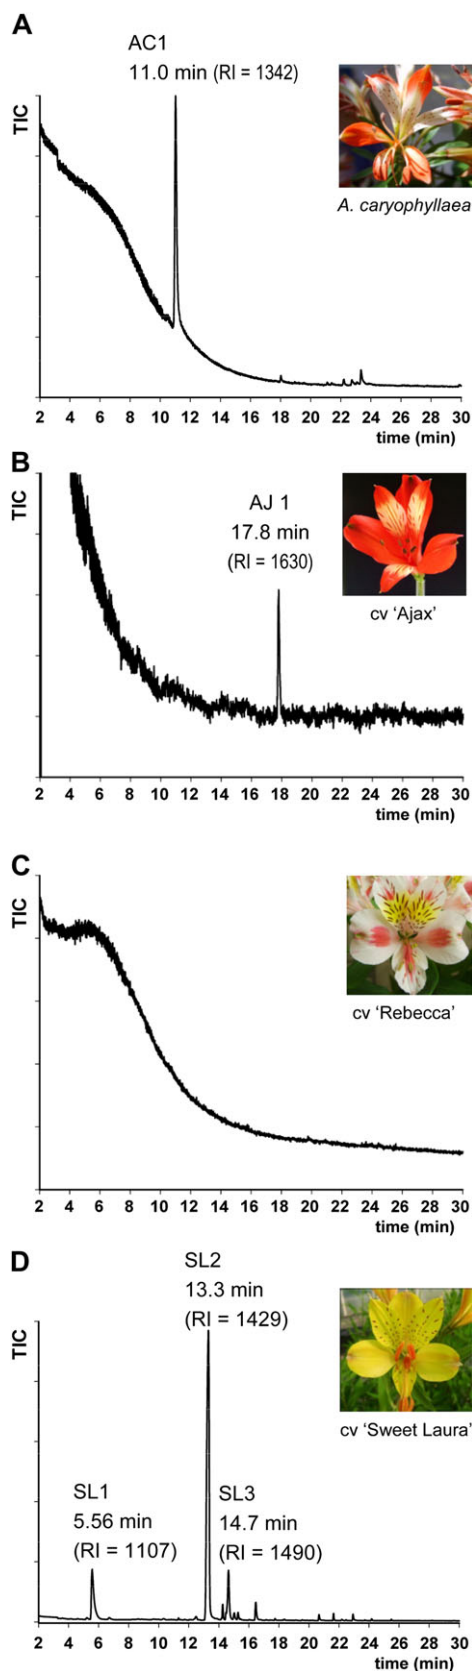 A
AC1
11.0 min (RI = 1342)
TIC
A. caryophyllaea
2 4 6 8 10 12 14 16 18 20 22 24 26 28 30
time (min)
B
TIC
AJ 1
17.8 min
(RI = 1630)
cv ‘Ajax’
2 4 6 8 10 12 14 16 18 20 22 24 26 28 30
time (min)
C
TIC
cv ‘Rebecca’
2 4 6 8 10 12 14 16 18 20 22 24 26 28 30
time (min)
D
SL2
13.3 min
(RI = 1429)
TIC
cv ‘Sweet Laura’
SL1
5.56 min
(RI = 1107)
SL3
14.7 min
(RI = 1490)
2 4 6 8 10 12 14 16 18 20 22 24 26 28 30
time (min)